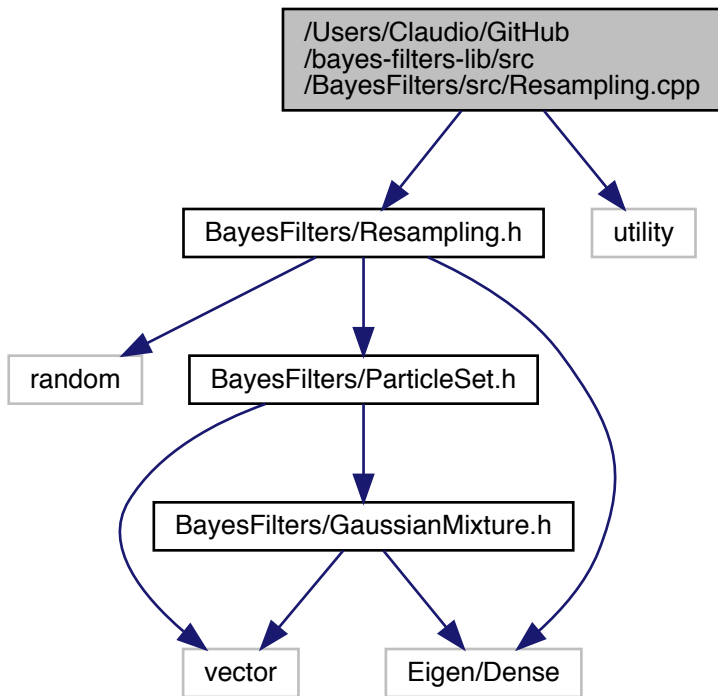 /Users/Claudio/GitHub
/bayes-filters-lib/src
/BayesFilters/src/Resampling.cpp
BayesFilters/Resampling.h
utility
random
BayesFilters/ParticleSet.h
BayesFilters/GaussianMixture.h
vector
Eigen/Dense